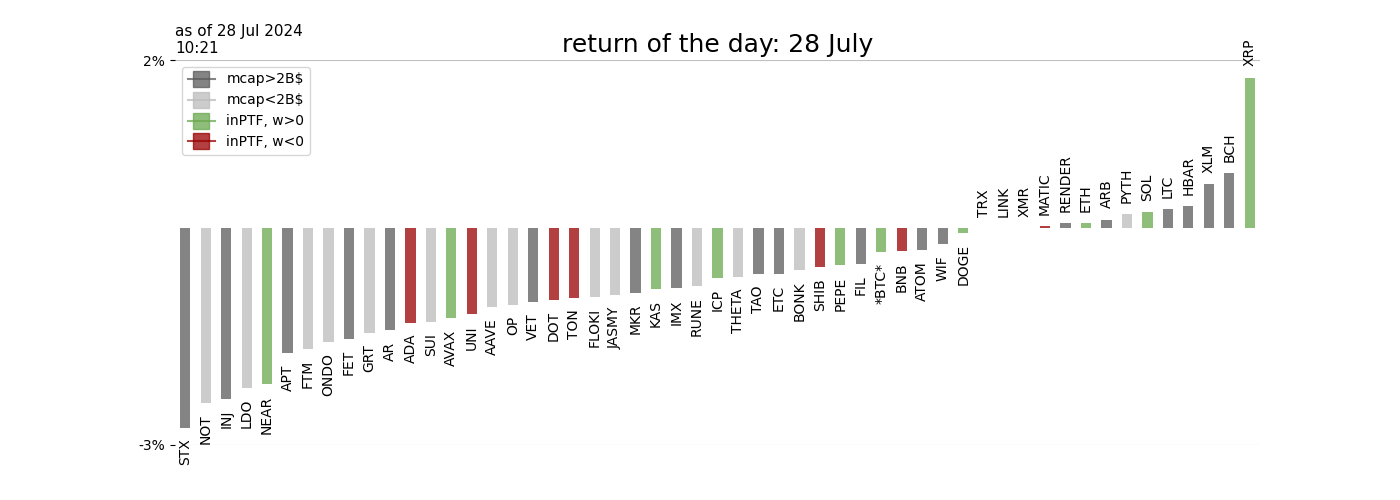 as of 28 Jul 2024
10:21
return of the day: 28 July
2%
mcap>2B$
mcap<2B$
inPTF, w>0
inPTF, w<0
-3%
STX
NOT
INJ
LDO
NEAR
APT
FTM
ONDO
FET
GRT
AR
ADA
SUI
AVAX
UNI
AAVE
OP
VET
DOT
TON
FLOKI
JASMY
MKR
KAS
IMX
RUNE
ICP
THETA
TAO
ETC
BONK
SHIB
PEPE
FIL
*BTC*
BNB
ATOM
WIF
DOGE
TRX
LINK
XMR
MATIC
RENDER
ETH
ARB
PYTH
SOL
LTC
HBAR
XLM
BCH
XRP